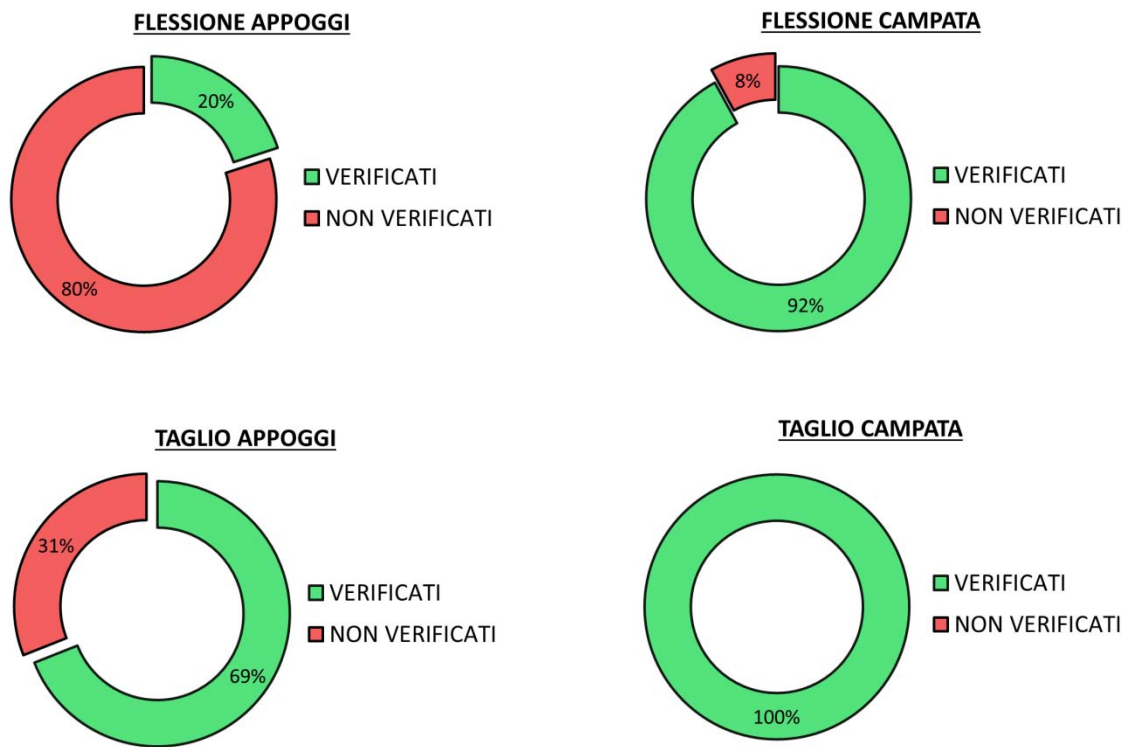 FLESSIONE APPOGGI
20%
80%
VERIFICATI
NON VERIFICATI
FLESSIONE CAMPATA
8%
92%
VERIFICATI
NON VERIFICATI
TAGLIO APPOGGI
31%
69%
VERIFICATI
NON VERIFICATI
TAGLIO CAMPATA
100%
VERIFICATI
NON VERIFICATI